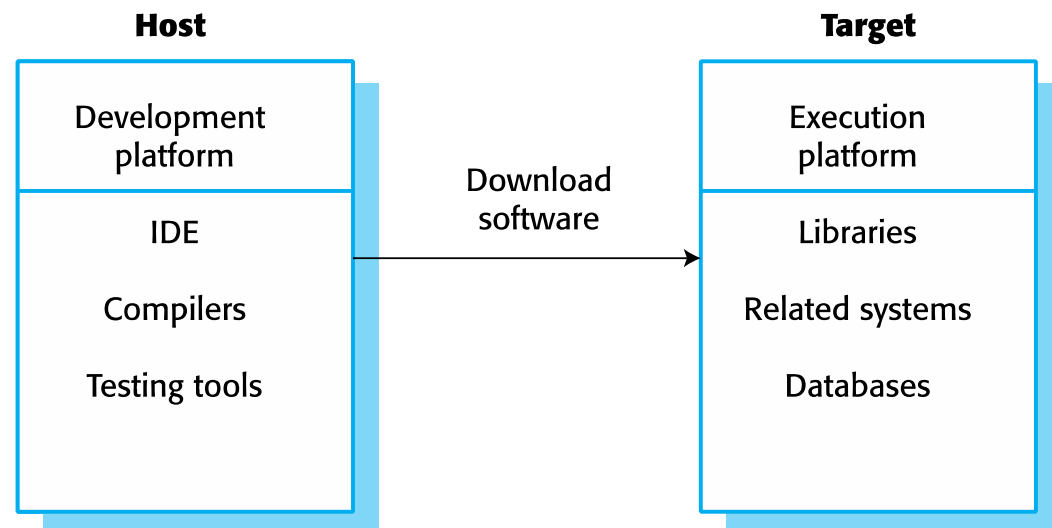 Host
Development
platform
IDE
Compilers
Testing tools
Download
software
Target
Execution
platform
Libraries
Related systems
Databases